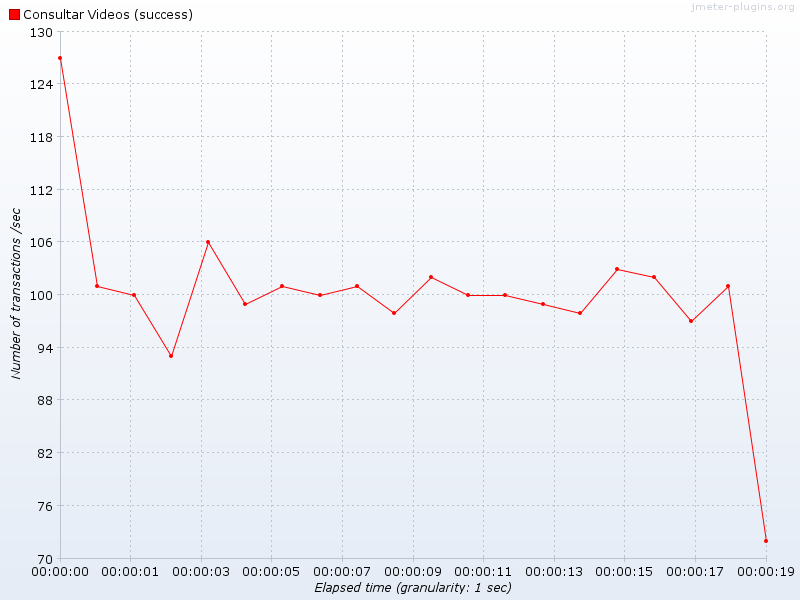 Consultar Videos (success)
jmeter-plugins.org
130
124
118
112
106
100
94
88
82
76
70
Number of transactions /sec
00:00:00 00:00:01 00:00:03 00:00:05 00:00:07 00:00:09 00:00:11 00:00:13 00:00:15 00:00:17 00:00:19
Elapsed time (granularity: 1 sec)